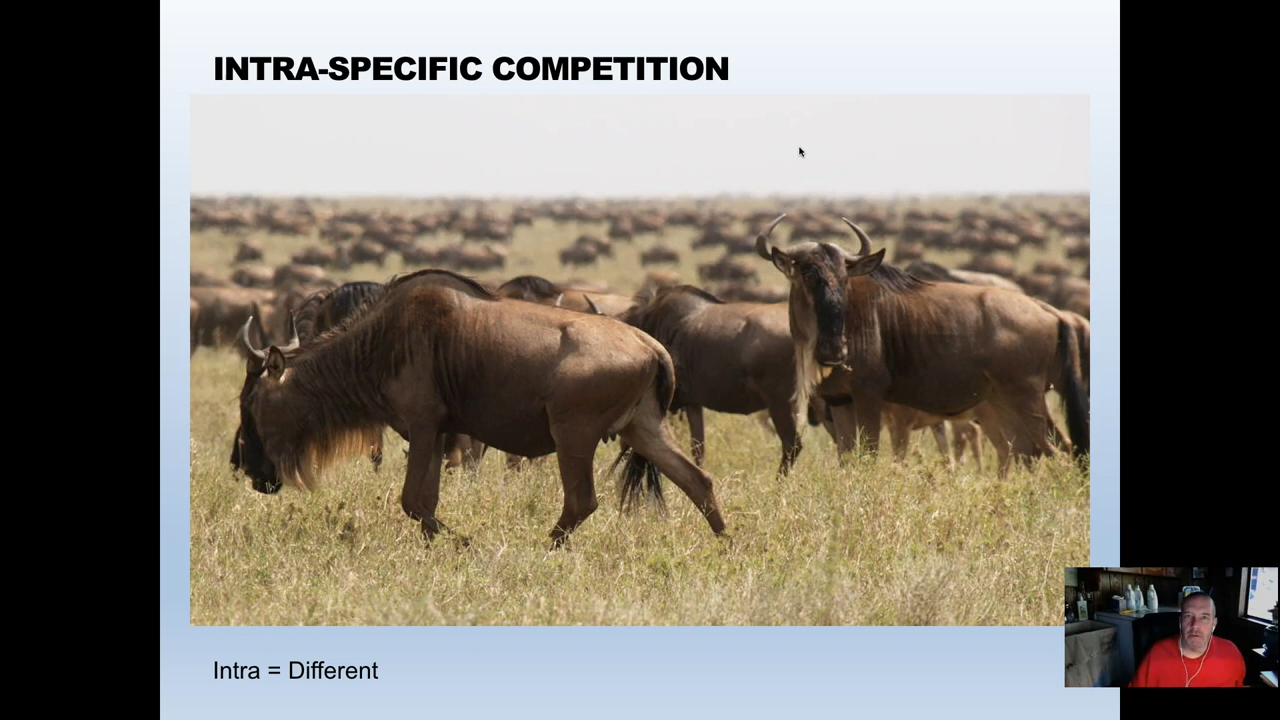 INTRA-SPECIFIC COMPETITION
Intra = Different